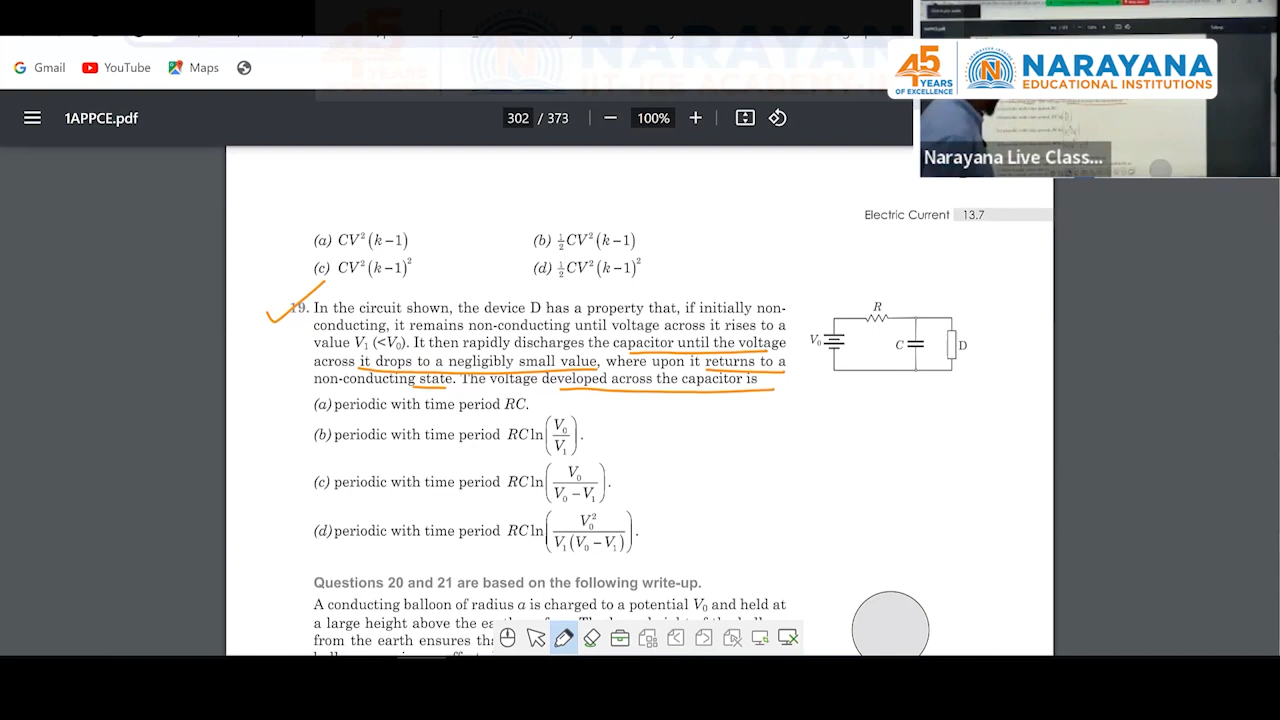 Gmail YouTube Maps
45 YEARS OF EXCELLENCE
NARAYANA
EDUCATIONAL INSTITUTIONS
1APPCE.pdf 302 / 373 100%
Narayana Live Class...
Electric Current 13.7
(a) CV² (k – 1) (b) ½CV² (k – 1)
(c) CV² (k – 1)² (d) ½CV² (k – 1)²
19. In the circuit shown, the device D has a property that, if initially non-
conducting, it remains non-conducting until voltage across it rises to a
value V₁ (<V₀). It then rapidly discharges the capacitor until the voltage
across it drops to a negligibly small value, where upon it returns to a
non-conducting state. The voltage developed across the capacitor is
R
V₀ C D
(a) periodic with time period RC.
(b) periodic with time period RC ln(V₀/V₁).
(c) periodic with time period RC ln(V₀/(V₀ – V₁)).
(d) periodic with time period RC ln(V₀²/(V₁(V₀ – V₁))).
Questions 20 and 21 are based on the following write-up.
A conducting balloon of radius a is charged to a potential V₀ and held at
a large height above the
from the earth ensures